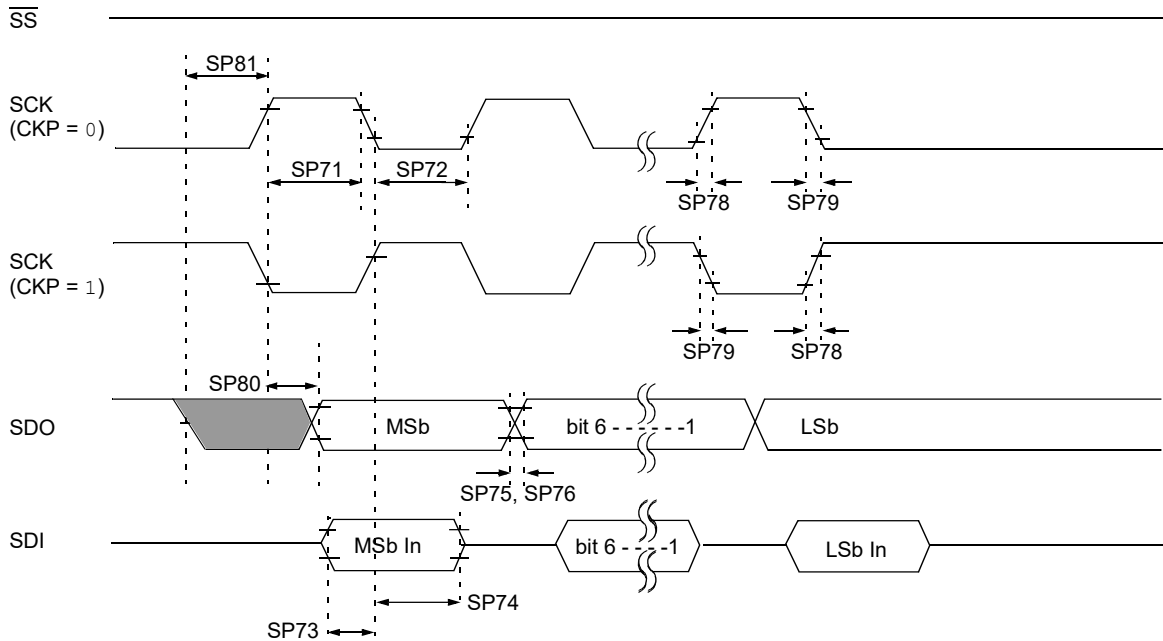 SS
SP81
SCK
(CKP = 0)
SP71
SP72
SP78
SP79
SCK
(CKP = 1)
SP79
SP78
SP80
SDO
MSb
bit 6 - - - - - - -1
LSb
SP75, SP76
SDI
MSb In
bit 6 - - - - -1
LSb In
SP74
SP73